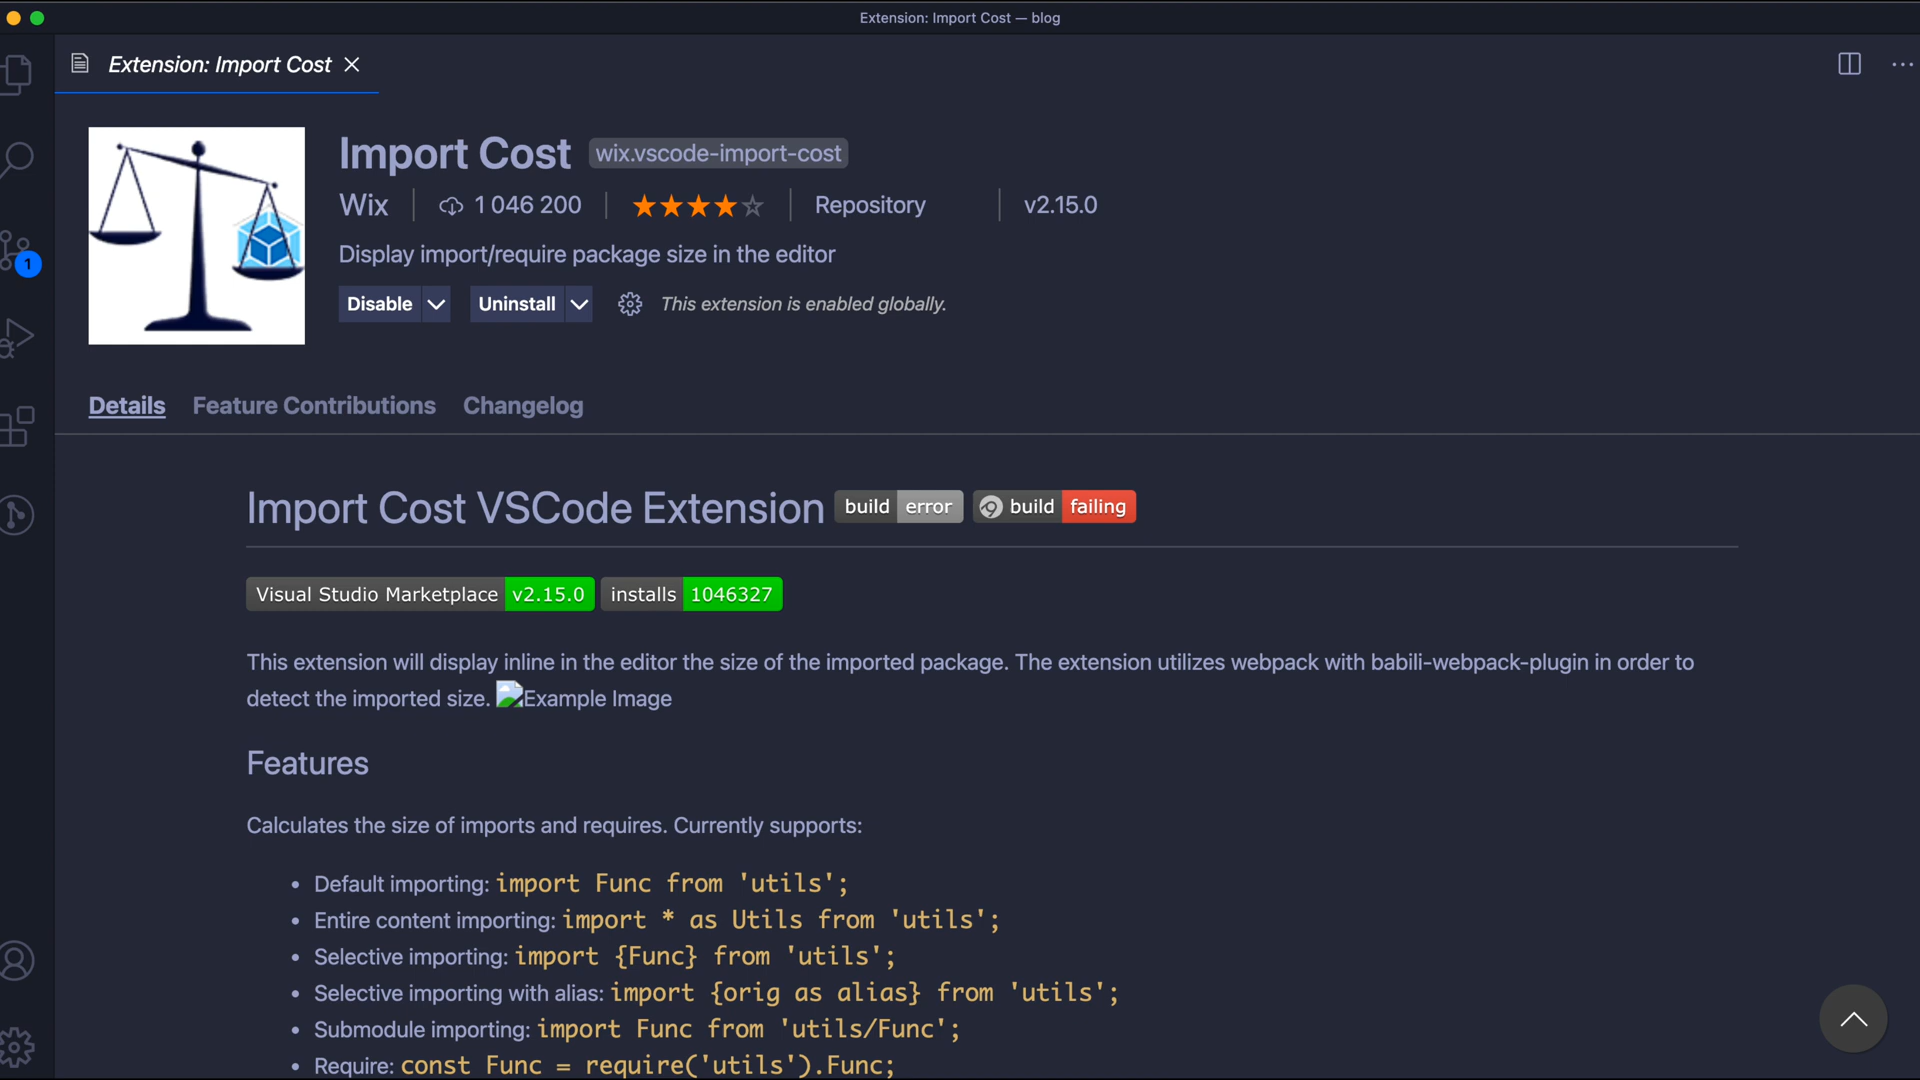 Extension: Import Cost — blog
Extension: Import Cost
Import Cost wix.vscode-import-cost
Wix 1 046 200 Repository v2.15.0
Display import/require package size in the editor
Disable Uninstall This extension is enabled globally.
1
Details Feature Contributions Changelog
Import Cost VSCode Extension build error build failing
Visual Studio Marketplace v2.15.0 installs 1046327
This extension will display inline in the editor the size of the imported package. The extension utilizes webpack with babili-webpack-plugin in order to
detect the imported size. Example Image
Features
Calculates the size of imports and requires. Currently supports:
• Default importing: import Func from 'utils';
• Entire content importing: import * as Utils from 'utils';
• Selective importing: import {Func} from 'utils';
• Selective importing with alias: import {orig as alias} from 'utils';
• Submodule importing: import Func from 'utils/Func';
• Require: const Func = require('utils').Func;